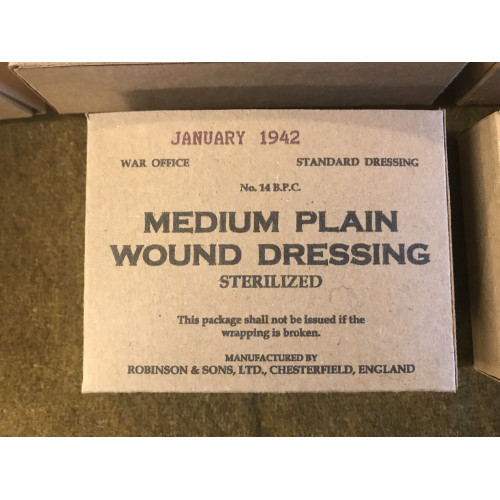 JANUARY 1942
WAR OFFICE STANDARD DRESSING
No. 14 B.P.C.
MEDIUM PLAIN
WOUND DRESSING
STERILIZED
This package shall not be issued if the
wrapping is broken.
MANUFACTURED BY
ROBINSON & SONS, LTD., CHESTERFIELD, ENGLAND